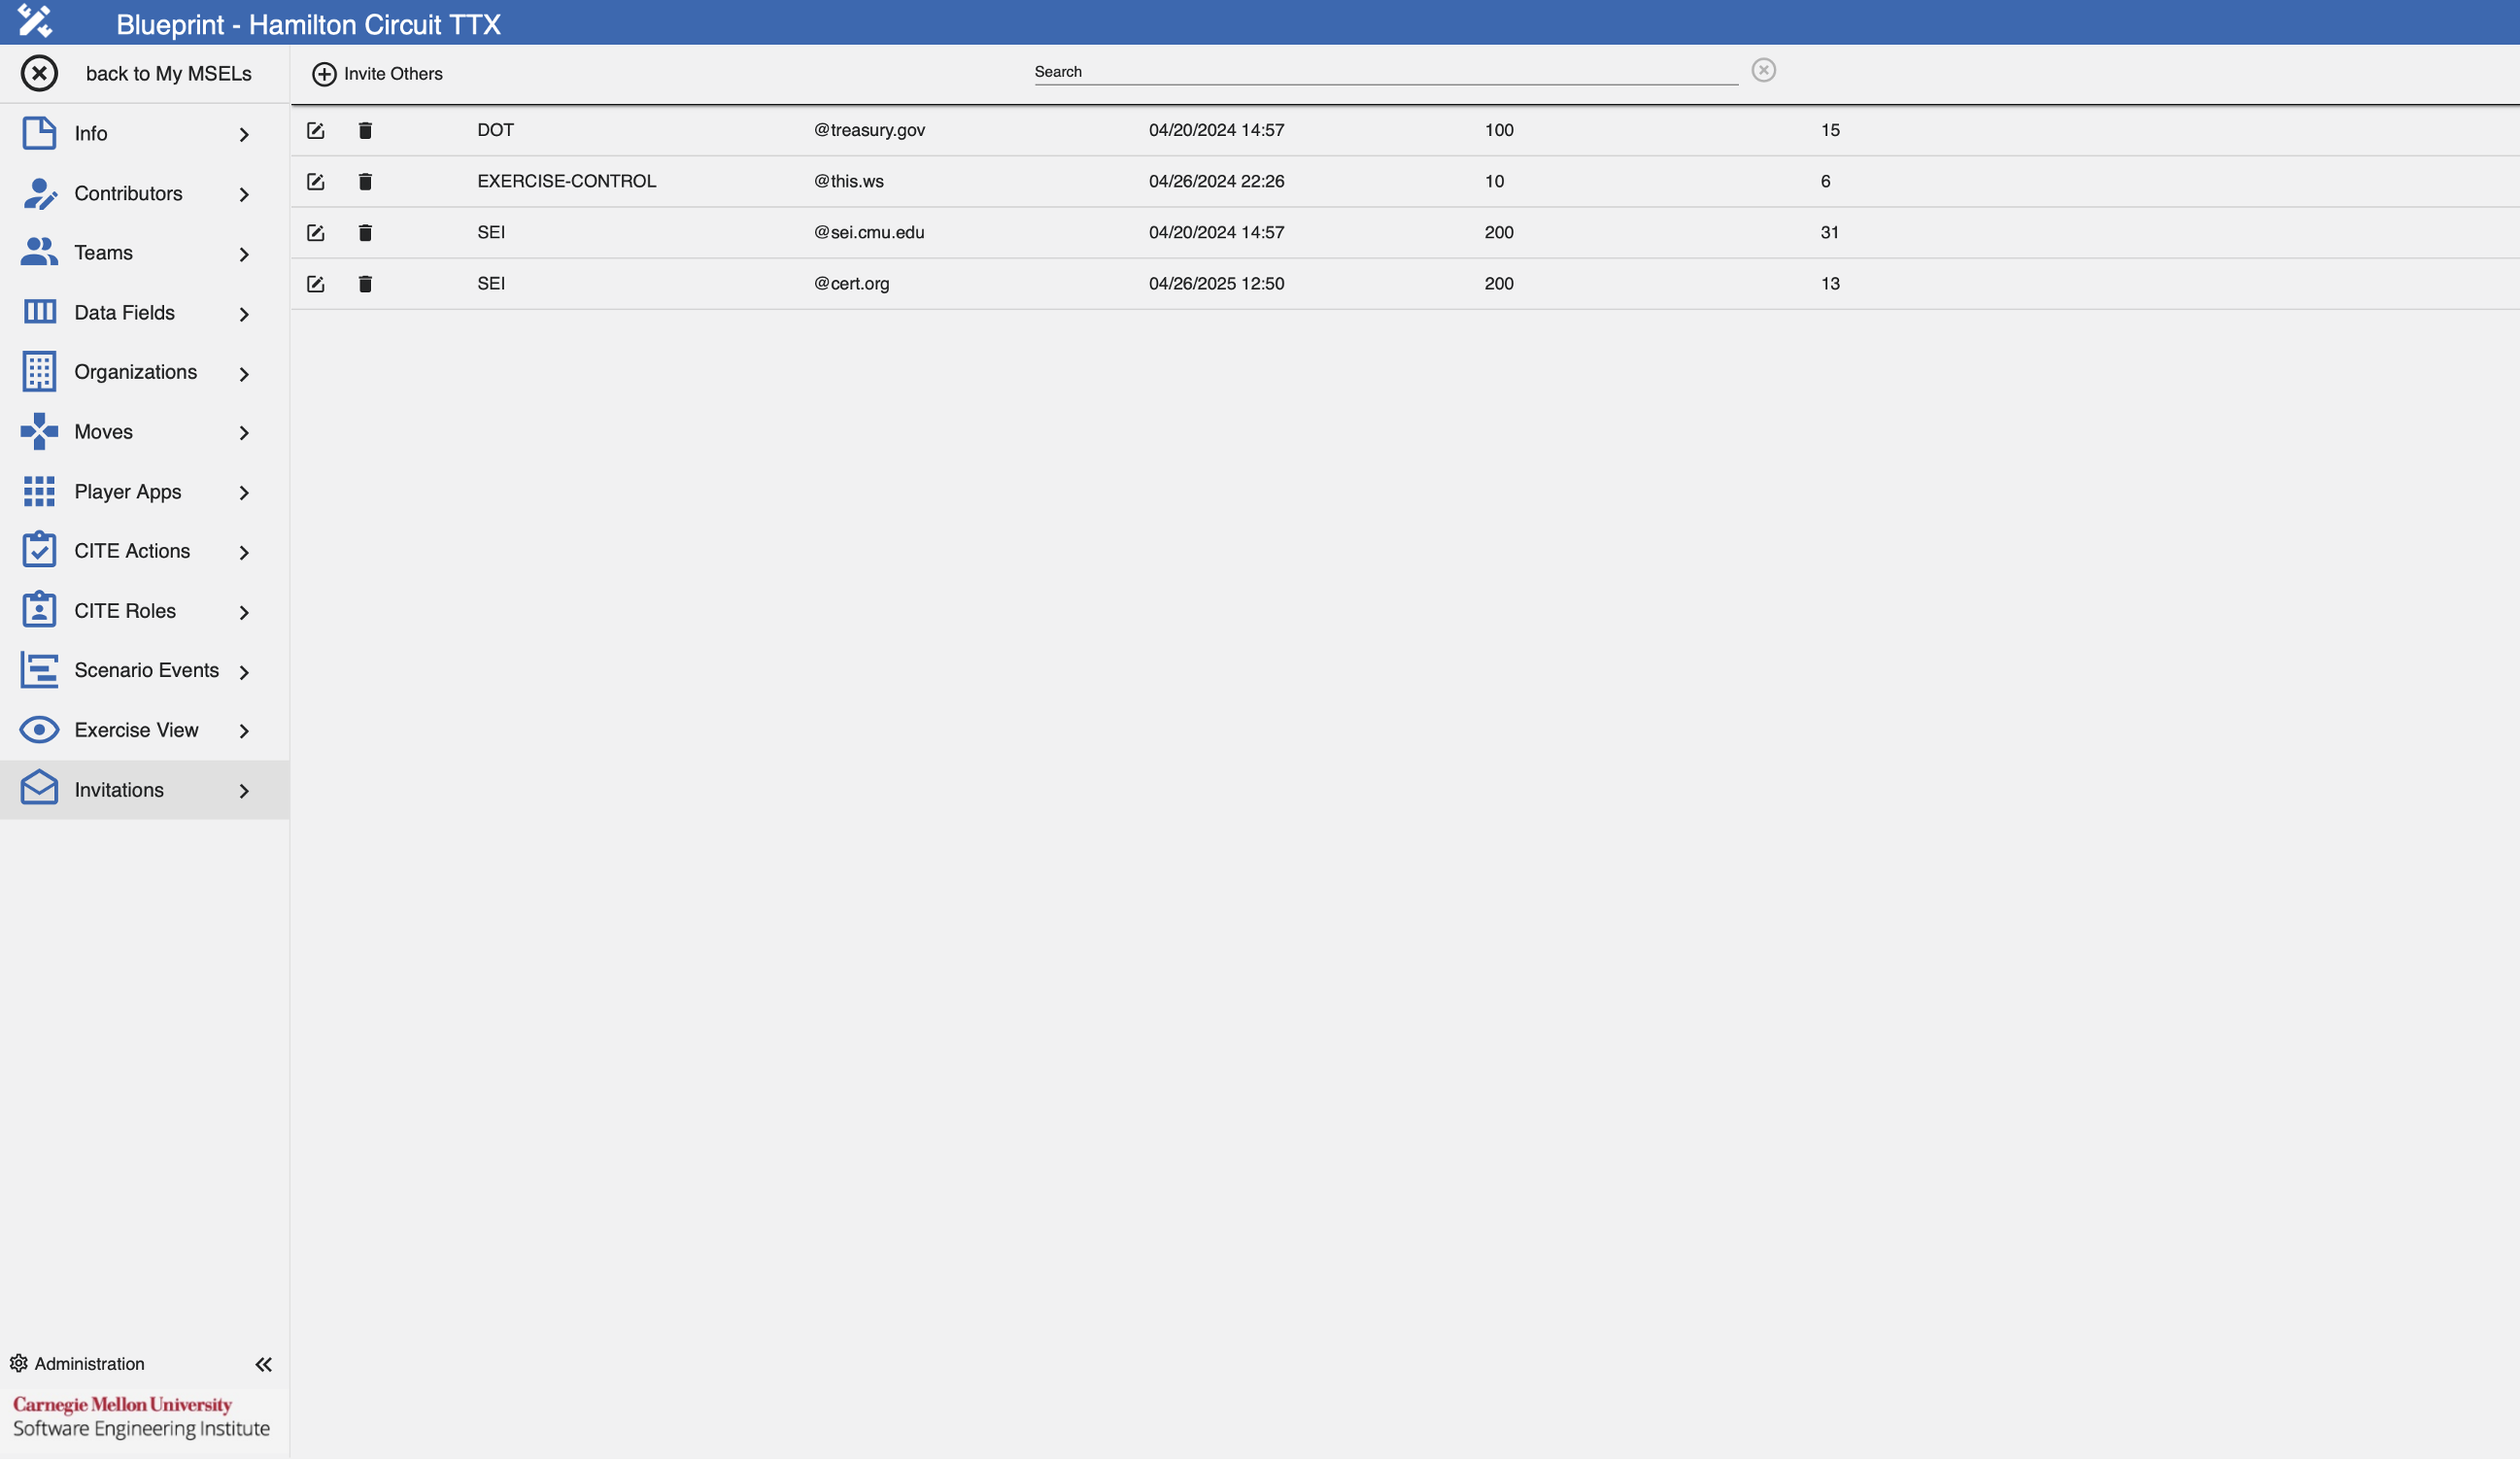 Blueprint - Hamilton Circuit TTX
back to My MSELs
Invite Others
Search
Info
Contributors
Teams
Data Fields
Organizations
Moves
Player Apps
CITE Actions
CITE Roles
Scenario Events
Exercise View
Invitations
DOT @treasury.gov 04/20/2024 14:57 100 15
EXERCISE-CONTROL @this.ws 04/26/2024 22:26 10 6
SEI @sei.cmu.edu 04/20/2024 14:57 200 31
SEI @cert.org 04/26/2025 12:50 200 13
Administration
Carnegie Mellon University
Software Engineering Institute